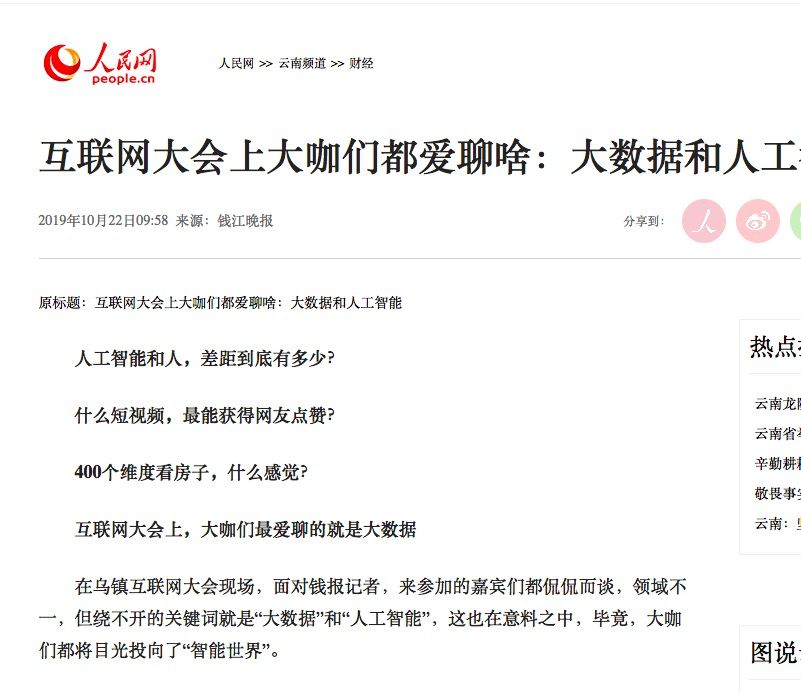 人民网
people.cn
人民网 >> 云南频道 >> 财经
互联网大会上大咖们都爱聊啥：大数据和人工
2019年10月22日09:58 来源：钱江晚报
分享到：
人
原标题：互联网大会上大咖们都爱聊啥：大数据和人工智能
人工智能和人，差距到底有多少？
什么短视频，最能获得网友点赞？
400个维度看房子，什么感觉？
互联网大会上，大咖们最爱聊的就是大数据
在乌镇互联网大会现场，面对钱报记者，来参加的嘉宾们都侃侃而谈，领域不
一，但绕不开的关键词就是“大数据”和“人工智能”，这也在意料之中，毕竟，大咖
们都将目光投向了“智能世界”。
热点
云南龙
云南省
辛勤耕
敬畏事
云南：
图说